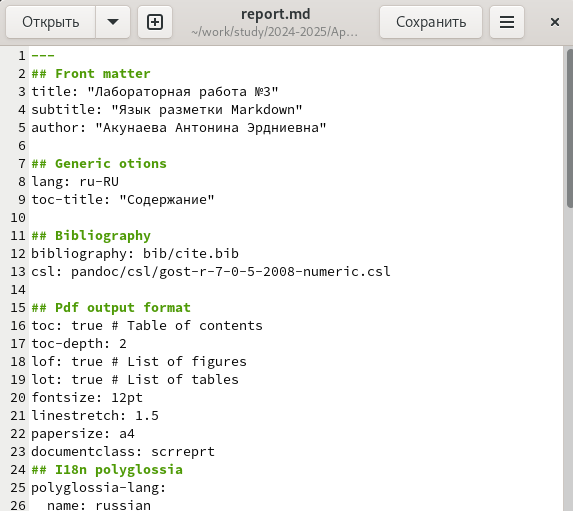 Открыть
report.md
~/work/study/2024-2025/Ap…
Сохранить
1 ---
2 ## Front matter
3 title: "Лабораторная работа №3"
4 subtitle: "Язык разметки Markdown"
5 author: "Акунаева Антонина Эрдниевна"
6
7 ## Generic otions
8 lang: ru-RU
9 toc-title: "Содержание"
10
11 ## Bibliography
12 bibliography: bib/cite.bib
13 csl: pandoc/csl/gost-r-7-0-5-2008-numeric.csl
14
15 ## Pdf output format
16 toc: true # Table of contents
17 toc-depth: 2
18 lof: true # List of figures
19 lot: true # List of tables
20 fontsize: 12pt
21 linestretch: 1.5
22 papersize: a4
23 documentclass: scrreprt
24 ## I18n polyglossia
25 polyglossia-lang:
26   name: russian